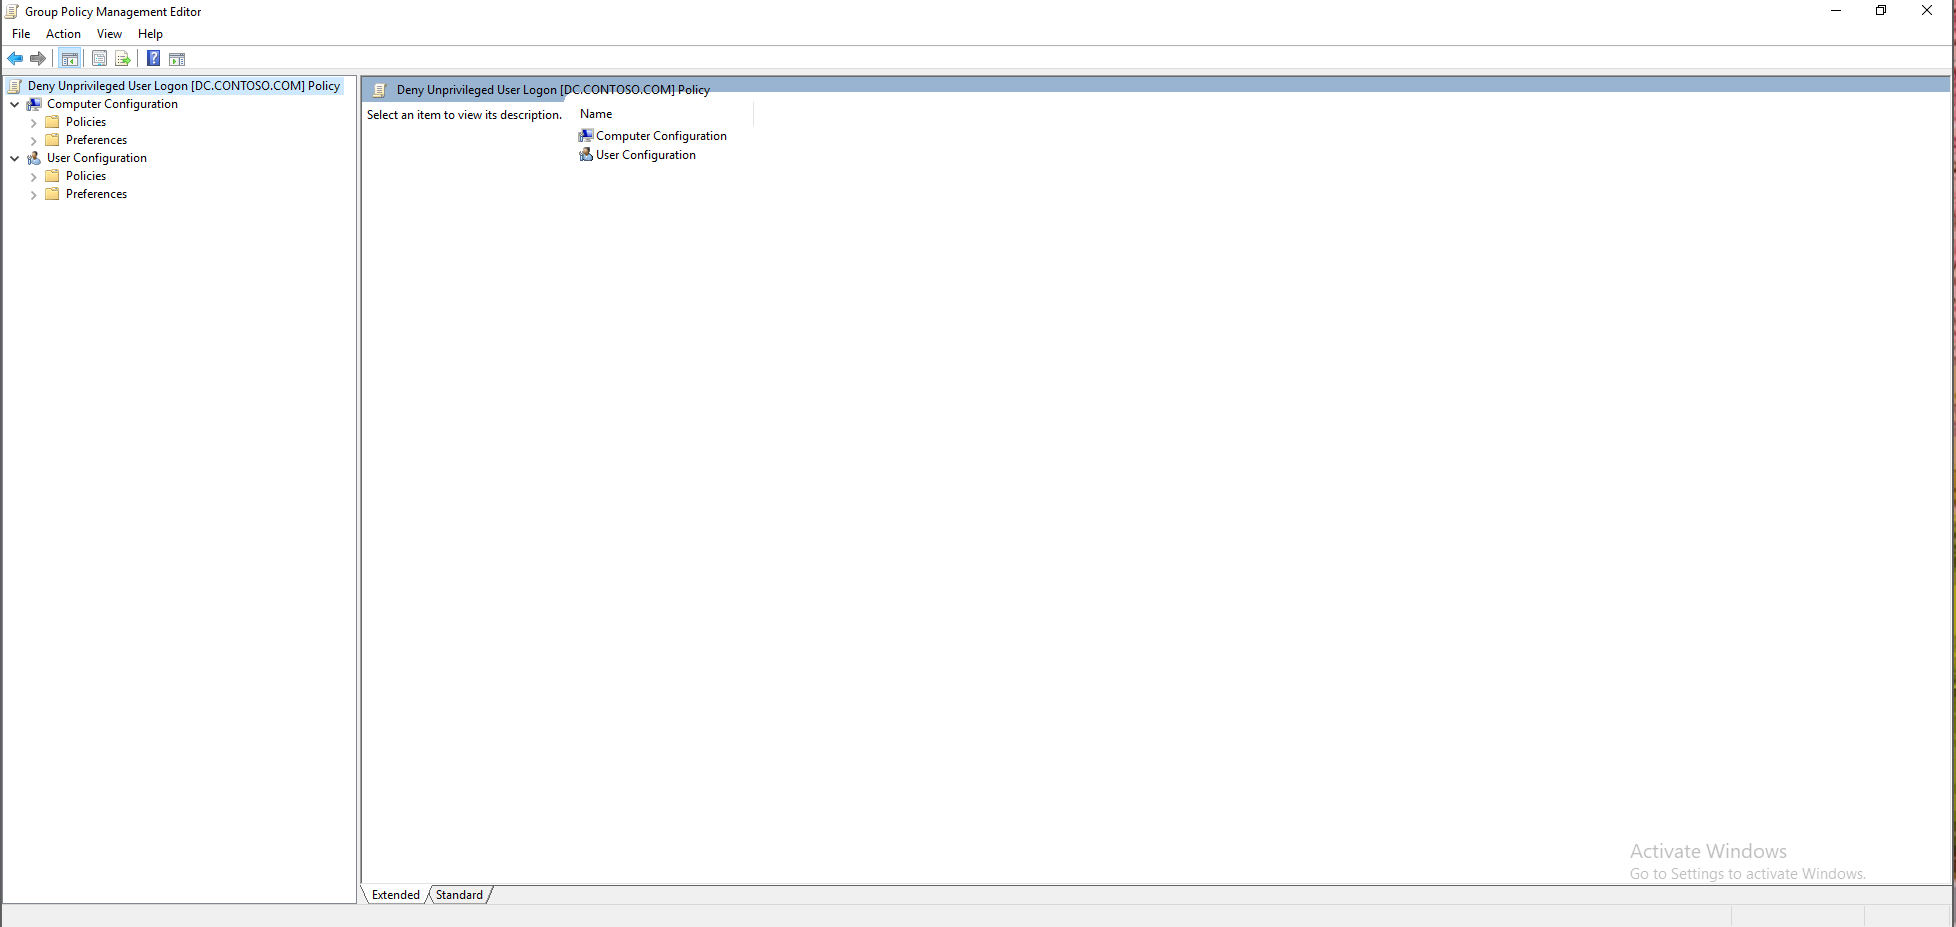 Group Policy Management Editor
File Action View Help
Deny Unprivileged User Logon [DC.CONTOSO.COM] Policy
Computer Configuration
Policies
Preferences
User Configuration
Policies
Preferences
Deny Unprivileged User Logon [DC.CONTOSO.COM] Policy
Select an item to view its description.
Name
Computer Configuration
User Configuration
Activate Windows
Go to Settings to activate Windows.
Extended Standard